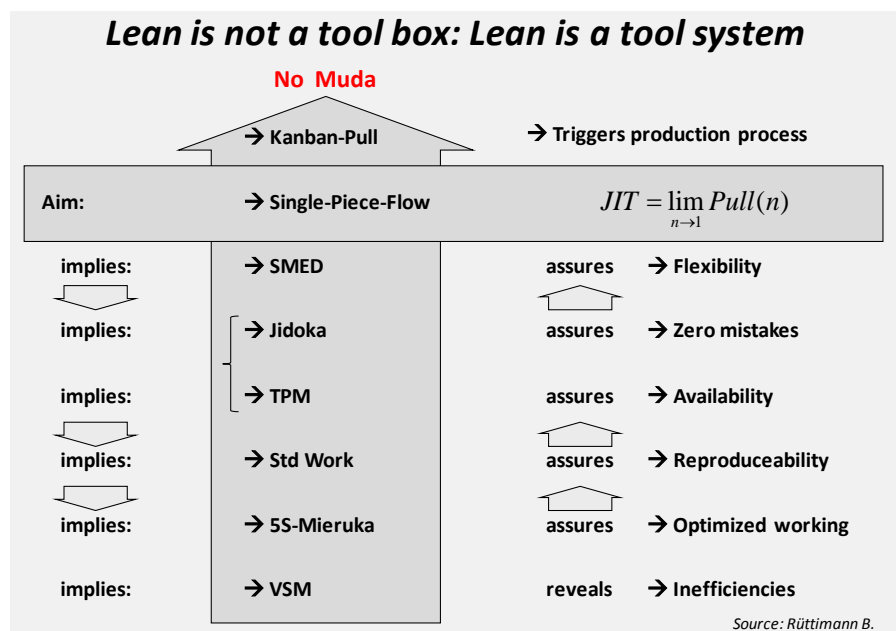 Lean is not a tool box: Lean is a tool system
No Muda
→ Kanban-Pull → Triggers production process
Aim: → Single-Piece-Flow JIT = lim n→1 Pull(n)
implies: → SMED assures → Flexibility
implies: → Jidoka assures → Zero mistakes
implies: → TPM assures → Availability
implies: → Std Work assures → Reproduceability
implies: → 5S-Mieruka assures → Optimized working
implies: → VSM reveals → Inefficiencies
Source: Rüttimann B.